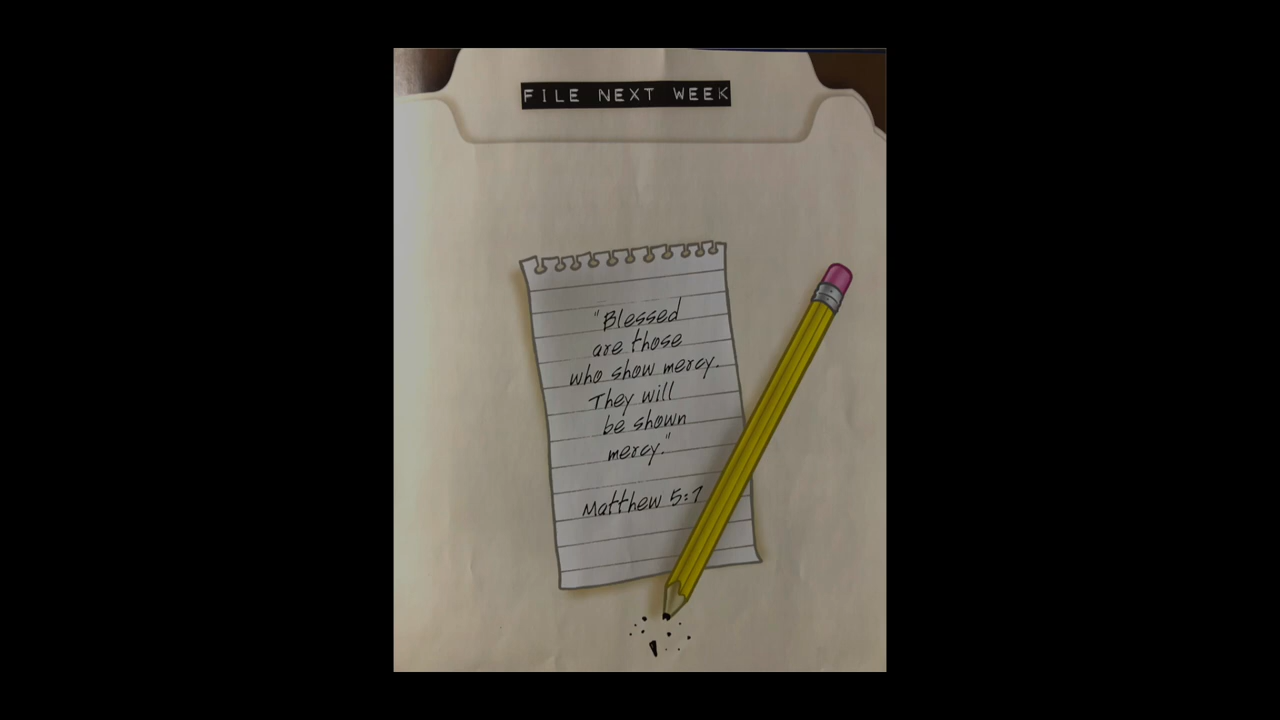 FILE NEXT WEEK
"Blessed
are those
who show mercy.
They will
be shown
mercy."
Matthew 5:7